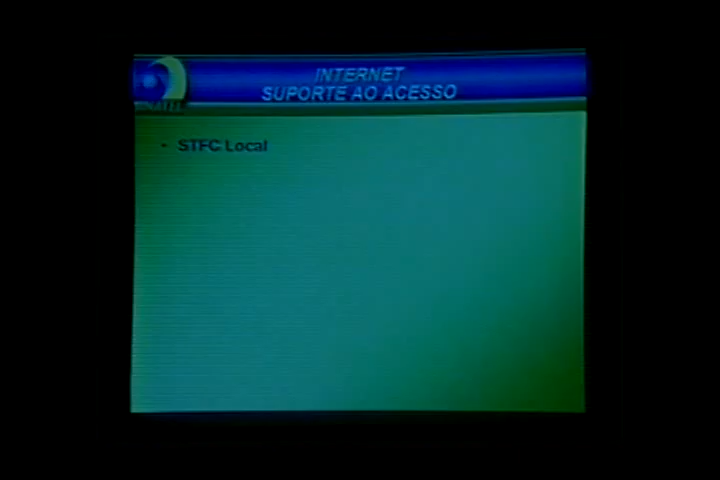 INTERNET
SUPORTE AO ACESSO
• STFC Local